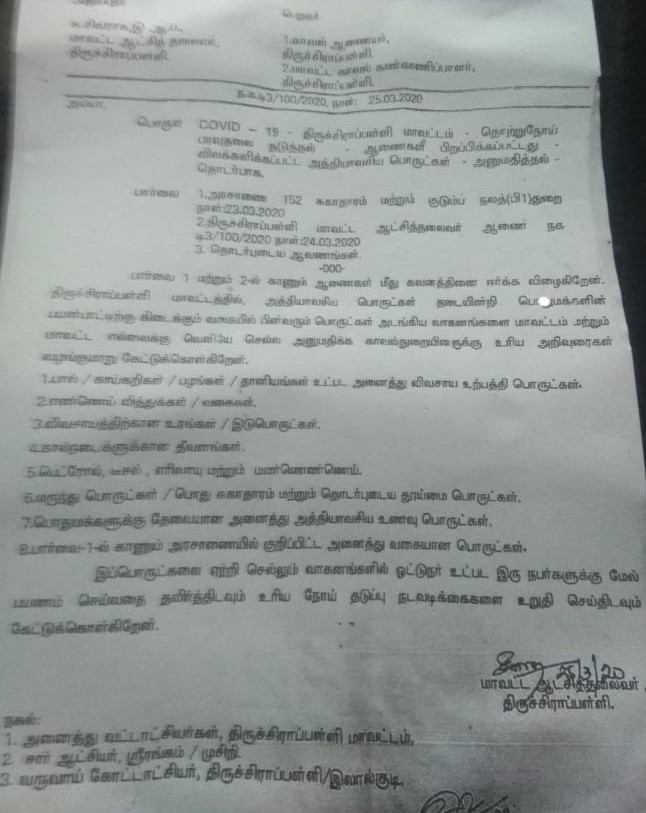 அனுப்புநர்
பெறுநர்
சு.சிவராசு,இ.ஆ.ப.,
மாவட்ட ஆட்சித் தலைவர்,
திருச்சிராப்பள்ளி.
1.காவல் ஆணையர்,
திருச்சிராப்பள்ளி.
2.மாவட்ட காவல் கண்காணிப்பாளர்,
திருச்சிராப்பள்ளி.
ந.க.டி3/100/2020, நாள்: 25.03.2020
அய்யா,
பொருள் COVID – 19 - திருச்சிராப்பள்ளி மாவட்டம் - தொற்றுநோய்
பரவுதலை தடுத்தல் - ஆணைகள் பிறப்பிக்கப்பட்டது -
விலக்களிக்கப்பட்ட அத்தியாவசிய பொருட்கள் - அனுமதித்தல் -
தொடர்பாக.
பார்வை 1.அரசாணை 152 சுகாதாரம் மற்றும் குடும்ப நலத்(பி1)துறை
நாள்:23.03.2020
2.திருச்சிராப்பள்ளி மாவட்ட ஆட்சித்தலைவர் ஆணை நக
டி3/100/2020 நாள்:24.03.2020
3. தொடர்புடைய ஆவணங்கள்.
-000-
பார்வை 1 மற்றும் 2-ல் காணும் ஆணைகள் மீது கவனத்தினை ஈர்க்க விழைகிறேன்.
திருச்சிராப்பள்ளி மாவட்டத்தில், அத்தியாவசிய பொருட்கள் தடையின்றி பொதுமக்களின்
பயன்பாட்டிற்கு கிடைக்கும் வகையில் பின்வரும் பொருட்கள் அடங்கிய வாகனங்களை மாவட்டம் மற்றும்
மாவட்ட எல்லைக்கு வெளியே செல்ல அனுமதிக்க காவல்துறையினருக்கு உரிய அறிவுரைகள்
வழங்குமாறு கேட்டுக்கொள்கிறேன்.
1.பால் / காய்கறிகள் / பழங்கள் / தானியங்கள் உட்பட அனைத்து விவசாய உற்பத்தி பொருட்கள்.
2.எண்ணெய் வித்துக்கள் / வகைகள்.
3.விவசாயத்திற்கான உரங்கள் / இடுபொருட்கள்.
4.கால்நடைகளுக்கான தீவனங்கள்.
5.பெட்ரோல், டீசல் , எரிவாயு மற்றும் மண்ணெண்ணெய்.
6.மருந்து பொருட்கள் / பொது சுகாதாரம் மற்றும் தொடர்புடைய தூய்மை பொருட்கள்.
7.பொதுமக்களுக்கு தேவையான அனைத்து அத்தியாவசிய உணவு பொருட்கள்.
8.பார்வை-1-ல் காணும் அரசாணையில் குறிப்பிட்ட அனைத்து வகையான பொருட்கள்.
இப்பொருட்களை ஏற்றி செல்லும் வாகனங்களில் ஓட்டுநர் உட்பட இரு நபர்களுக்கு மேல்
பயணம் செய்வதை தவிர்த்திடவும் உரிய நோய் தடுப்பு நடவடிக்கைகளை உறுதி செய்திடவும்
கேட்டுக்கொள்கிறேன்.
25/3/20
மாவட்ட ஆட்சித்தலைவர்,
திருச்சிராப்பள்ளி.
நகல்:
1. அனைத்து வட்டாட்சியர்கள், திருச்சிராப்பள்ளி மாவட்டம்,
2. சார் ஆட்சியர், ஸ்ரீரங்கம் / முசிறி.
3. வருவாய் கோட்டாட்சியர், திருச்சிராப்பள்ளி/இலால்குடி.